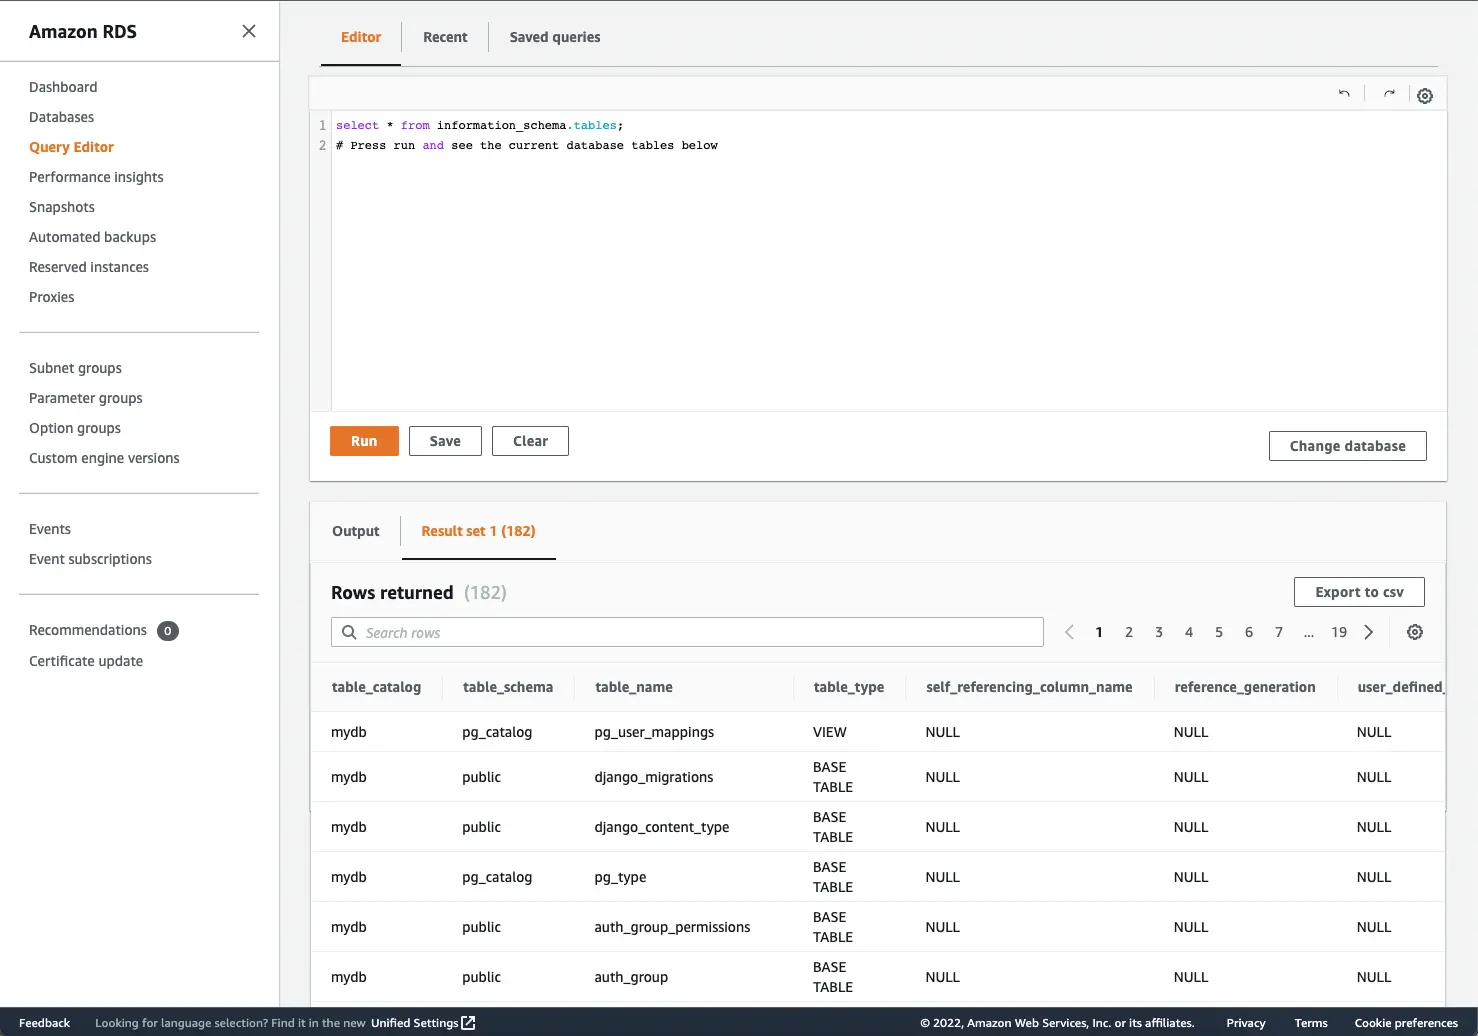 Amazon RDS
Dashboard
Databases
Query Editor
Performance insights
Snapshots
Automated backups
Reserved instances
Proxies
Subnet groups
Parameter groups
Option groups
Custom engine versions
Events
Event subscriptions
Recommendations 0
Certificate update
Editor Recent Saved queries
1 select * from information_schema.tables;
2 # Press run and see the current database tables below
Run Save Clear Change database
Output Result set 1 (182)
Rows returned (182) Export to csv
Search rows 1 2 3 4 5 6 7 ... 19
table_catalog table_schema table_name table_type self_referencing_column_name reference_generation user_defined_
mydb pg_catalog pg_user_mappings VIEW NULL NULL NULL
mydb public django_migrations BASE TABLE NULL NULL NULL
mydb public django_content_type BASE TABLE NULL NULL NULL
mydb pg_catalog pg_type BASE TABLE NULL NULL NULL
mydb public auth_group_permissions BASE TABLE NULL NULL NULL
mydb public auth_group BASE TABLE NULL NULL NULL
Feedback Looking for language selection? Find it in the new Unified Settings © 2022, Amazon Web Services, Inc. or its affiliates. Privacy Terms Cookie preferences